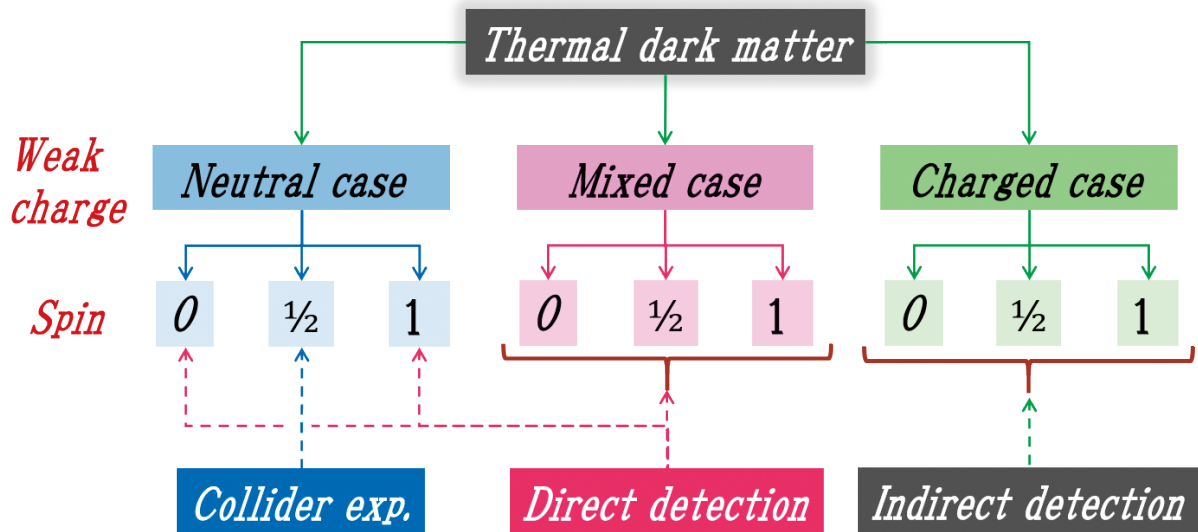 Thermal dark matter
Weak
charge
Neutral case
Mixed case
Charged case
Spin
0
½
1
0
½
1
0
½
1
Collider exp.
Direct detection
Indirect detection